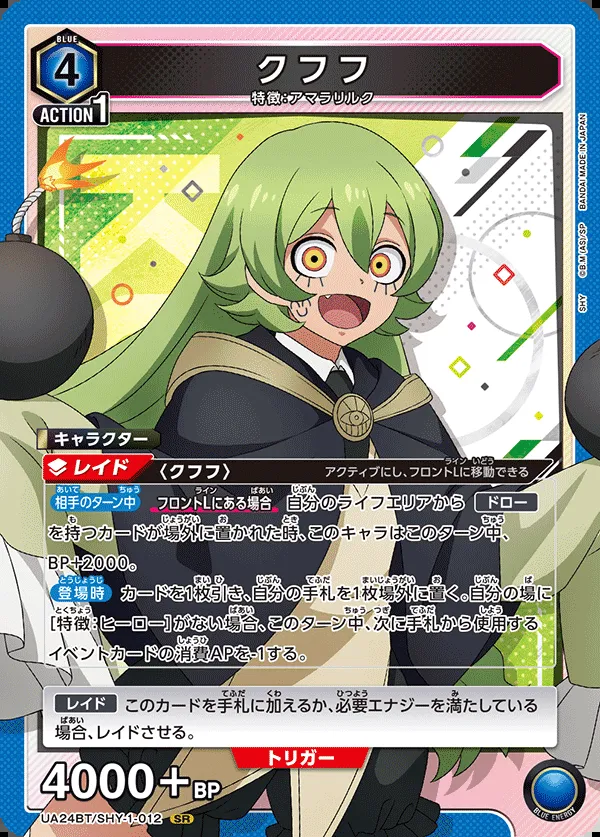 BLUE
4
クフフ
特徴:アマラリルク
ACTION 1
SHY ©B.M(AS)/SP BANDAI MADE IN JAPAN
キャラクター
レイド 〈クフフ〉 アクティブにし、フロントLに移動できる
相手のターン中 フロントLにある場合 自分のライフエリアから ドロー
を持つカードが場外に置かれた時、このキャラはこのターン中、
BP+2000。
登場時 カードを1枚引き、自分の手札を1枚場外に置く。自分の場に
[特徴:ヒーロー]がない場合、このターン中、次に手札から使用する
イベントカードの消費APを-1する。
レイド このカードを手札に加えるか、必要エナジーを満たしている
場合、レイドさせる。
トリガー
4000+BP
BLUE ENERGY
UA24BT/SHY-1-012 SR